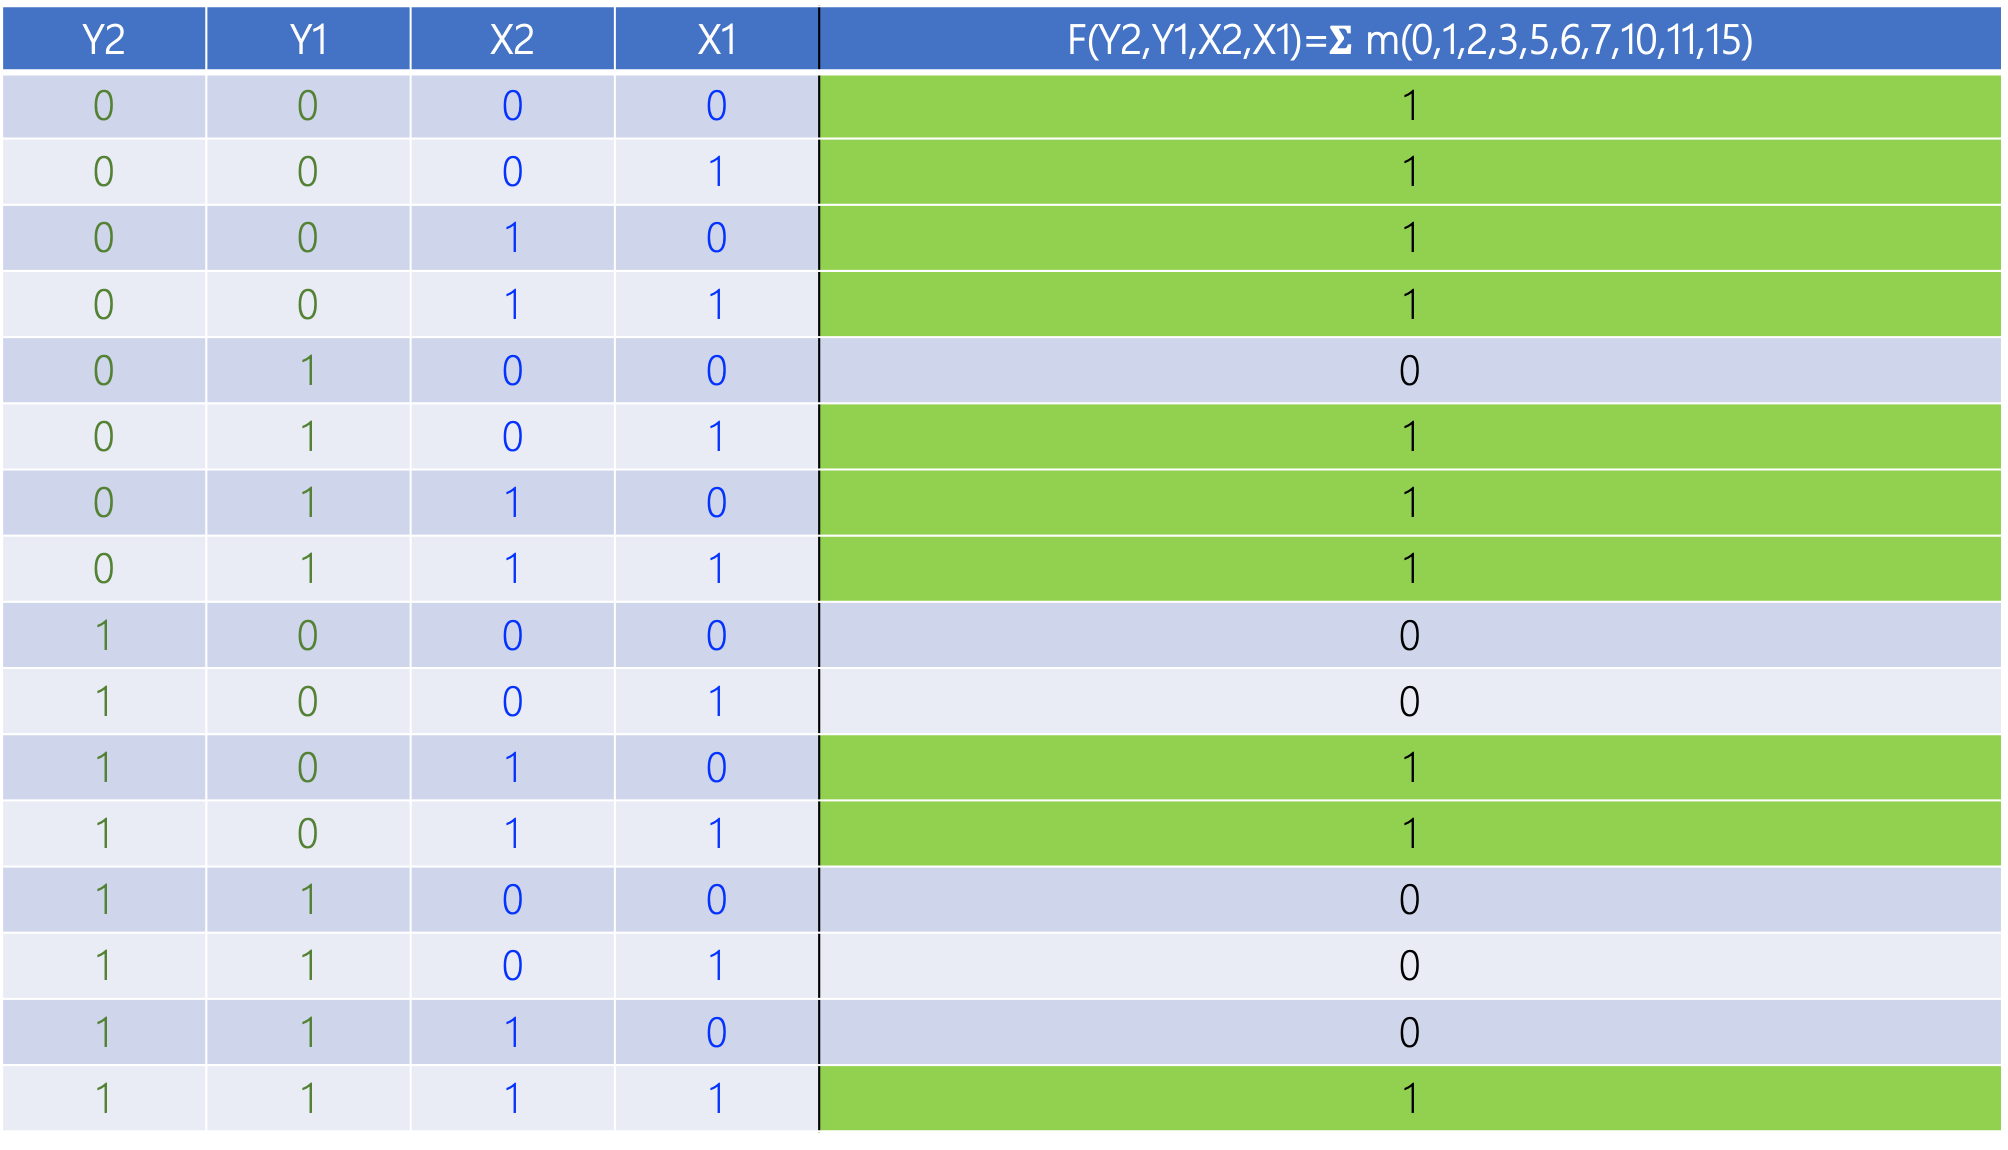 Y2 Y1 X2 X1 F(Y2,Y1,X2,X1)=Σ m(0,1,2,3,5,6,7,10,11,15)
0 0 0 0 1
0 0 0 1 1
0 0 1 0 1
0 0 1 1 1
0 1 0 0 0
0 1 0 1 1
0 1 1 0 1
0 1 1 1 1
1 0 0 0 0
1 0 0 1 0
1 0 1 0 1
1 0 1 1 1
1 1 0 0 0
1 1 0 1 0
1 1 1 0 0
1 1 1 1 1